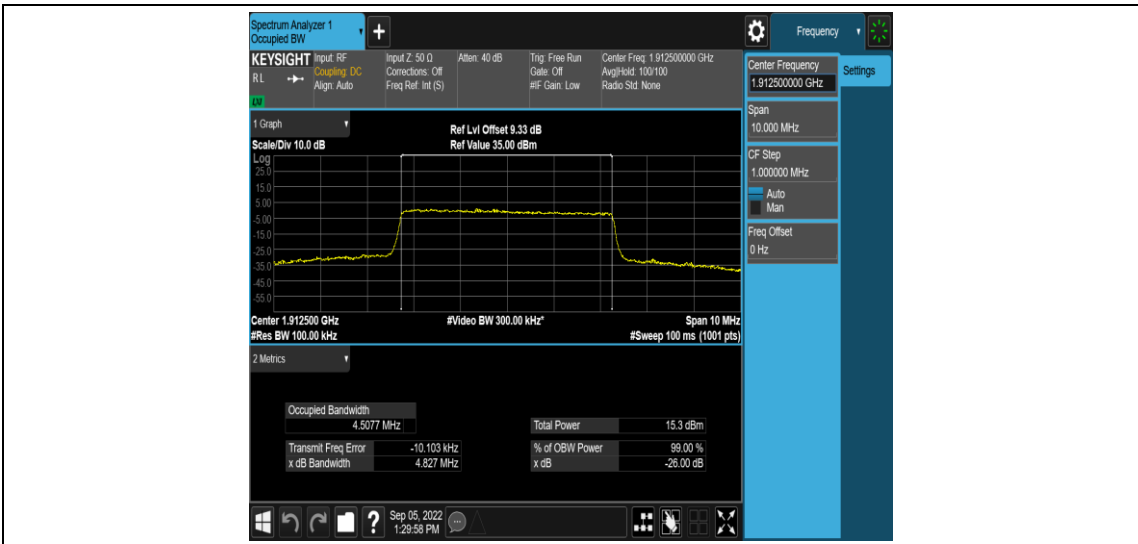 Spectrum Analyzer 1
Occupied BW
+
Frequency
KEYSIGHT
RL
LXI
Input: RF
Coupling: DC
Align: Auto
Input Z: 50 Ω
Corrections: Off
Freq Ref: Int (S)
Atten: 40 dB
Trig: Free Run
Gate: Off
#IF Gain: Low
Center Freq: 1.912500000 GHz
Avg|Hold: 100/100
Radio Std: None
Center Frequency
1.912500000 GHz
Settings
Span
10.000 MHz
CF Step
1.000000 MHz
Auto
Man
Freq Offset
0 Hz
1 Graph
Scale/Div 10.0 dB
Ref Lvl Offset 9.33 dB
Ref Value 35.00 dBm
Log
25.0
15.0
5.00
-5.00
-15.0
-25.0
-35.0
-45.0
-55.0
Center 1.912500 GHz
#Video BW 300.00 kHz*
Span 10 MHz
#Res BW 100.00 kHz
#Sweep 100 ms (1001 pts)
2 Metrics
Occupied Bandwidth
4.5077 MHz
Total Power 15.3 dBm
Transmit Freq Error -10.103 kHz
% of OBW Power 99.00 %
x dB Bandwidth 4.827 MHz
x dB -26.00 dB
?
Sep 05, 2022
1:29:58 PM